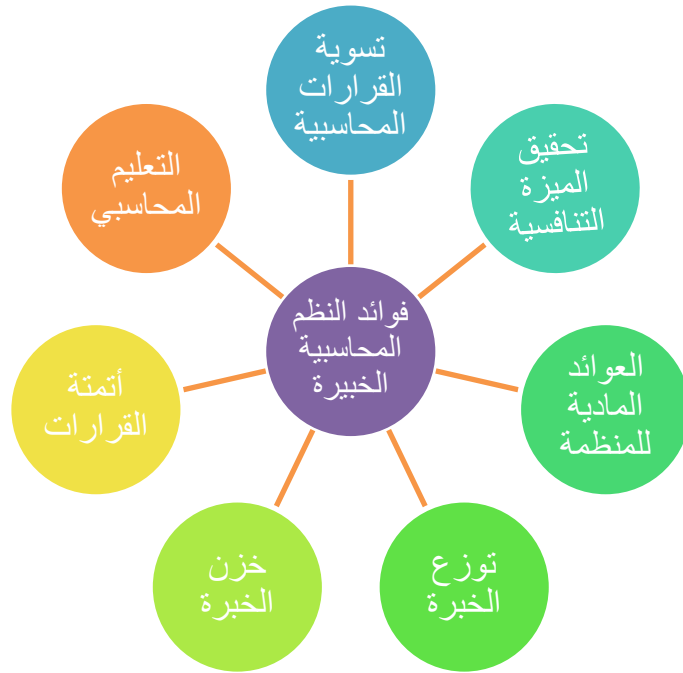 تسوية
القرارات
المحاسبية
تحقيق
الميزة
التنافسية
العوائد
المادية
للمنظمة
توزع
الخبرة
خزن
الخبرة
أتمتة
القرارات
التعليم
المحاسبي
فوائد النظم
المحاسبية
الخبيرة